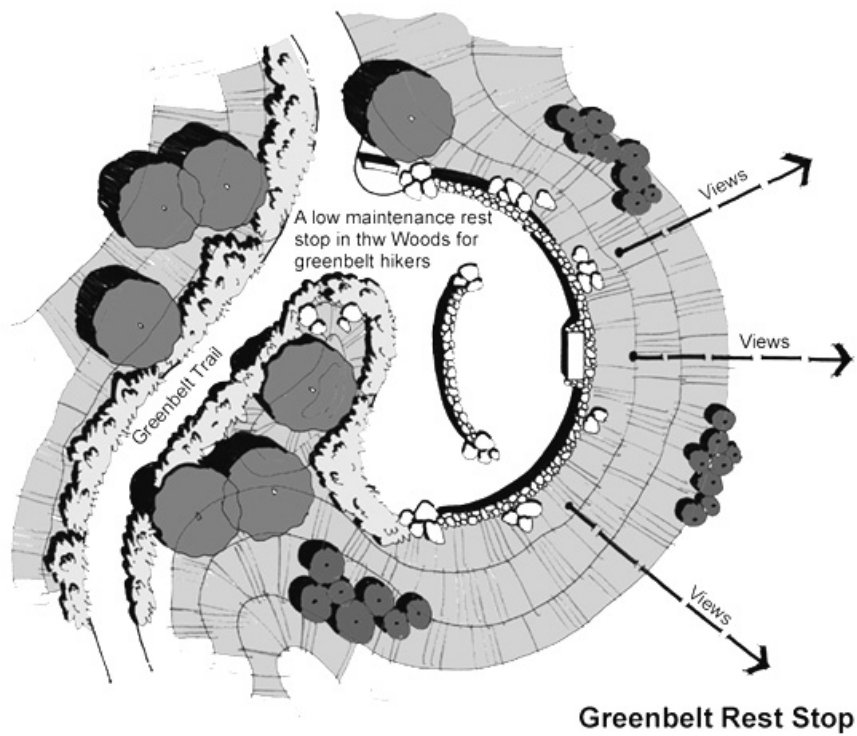 Views
A low maintenance rest
stop in thw Woods for
greenbelt hikers
Views
Greenbelt Trail
Views
Greenbelt Rest Stop